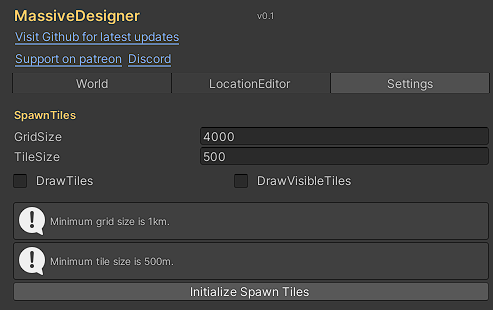 MassiveDesigner v0.1
Visit Github for latest updates
Support on patreon Discord
World LocationEditor Settings
SpawnTiles
GridSize 4000
TileSize 500
DrawTiles DrawVisibleTiles
Minimum grid size is 1km.
Minimum tile size is 500m.
Initialize Spawn Tiles